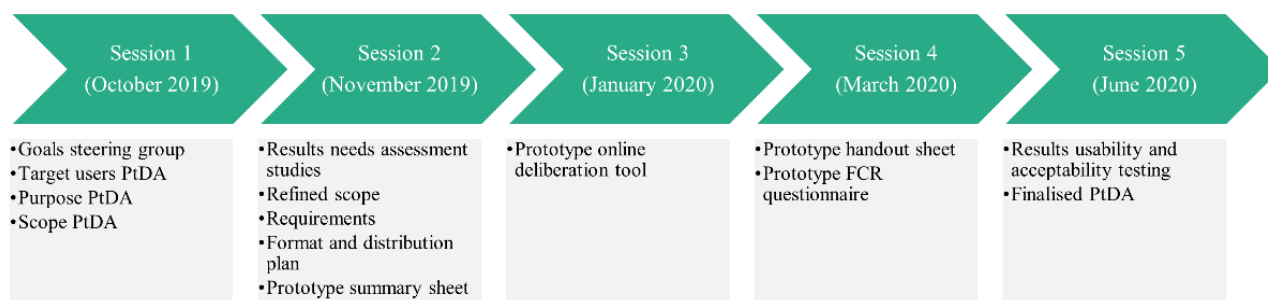 Session 1
(October 2019)
Session 2
(November 2019)
Session 3
(January 2020)
Session 4
(March 2020)
Session 5
(June 2020)
•Goals steering group
•Target users PtDA
•Purpose PtDA
•Scope PtDA
•Results needs assessment
studies
•Refined scope
•Requirements
•Format and distribution
plan
•Prototype summary sheet
•Prototype online
deliberation tool
•Prototype handout sheet
•Prototype FCR
questionnaire
•Results usability and
acceptability testing
•Finalised PtDA